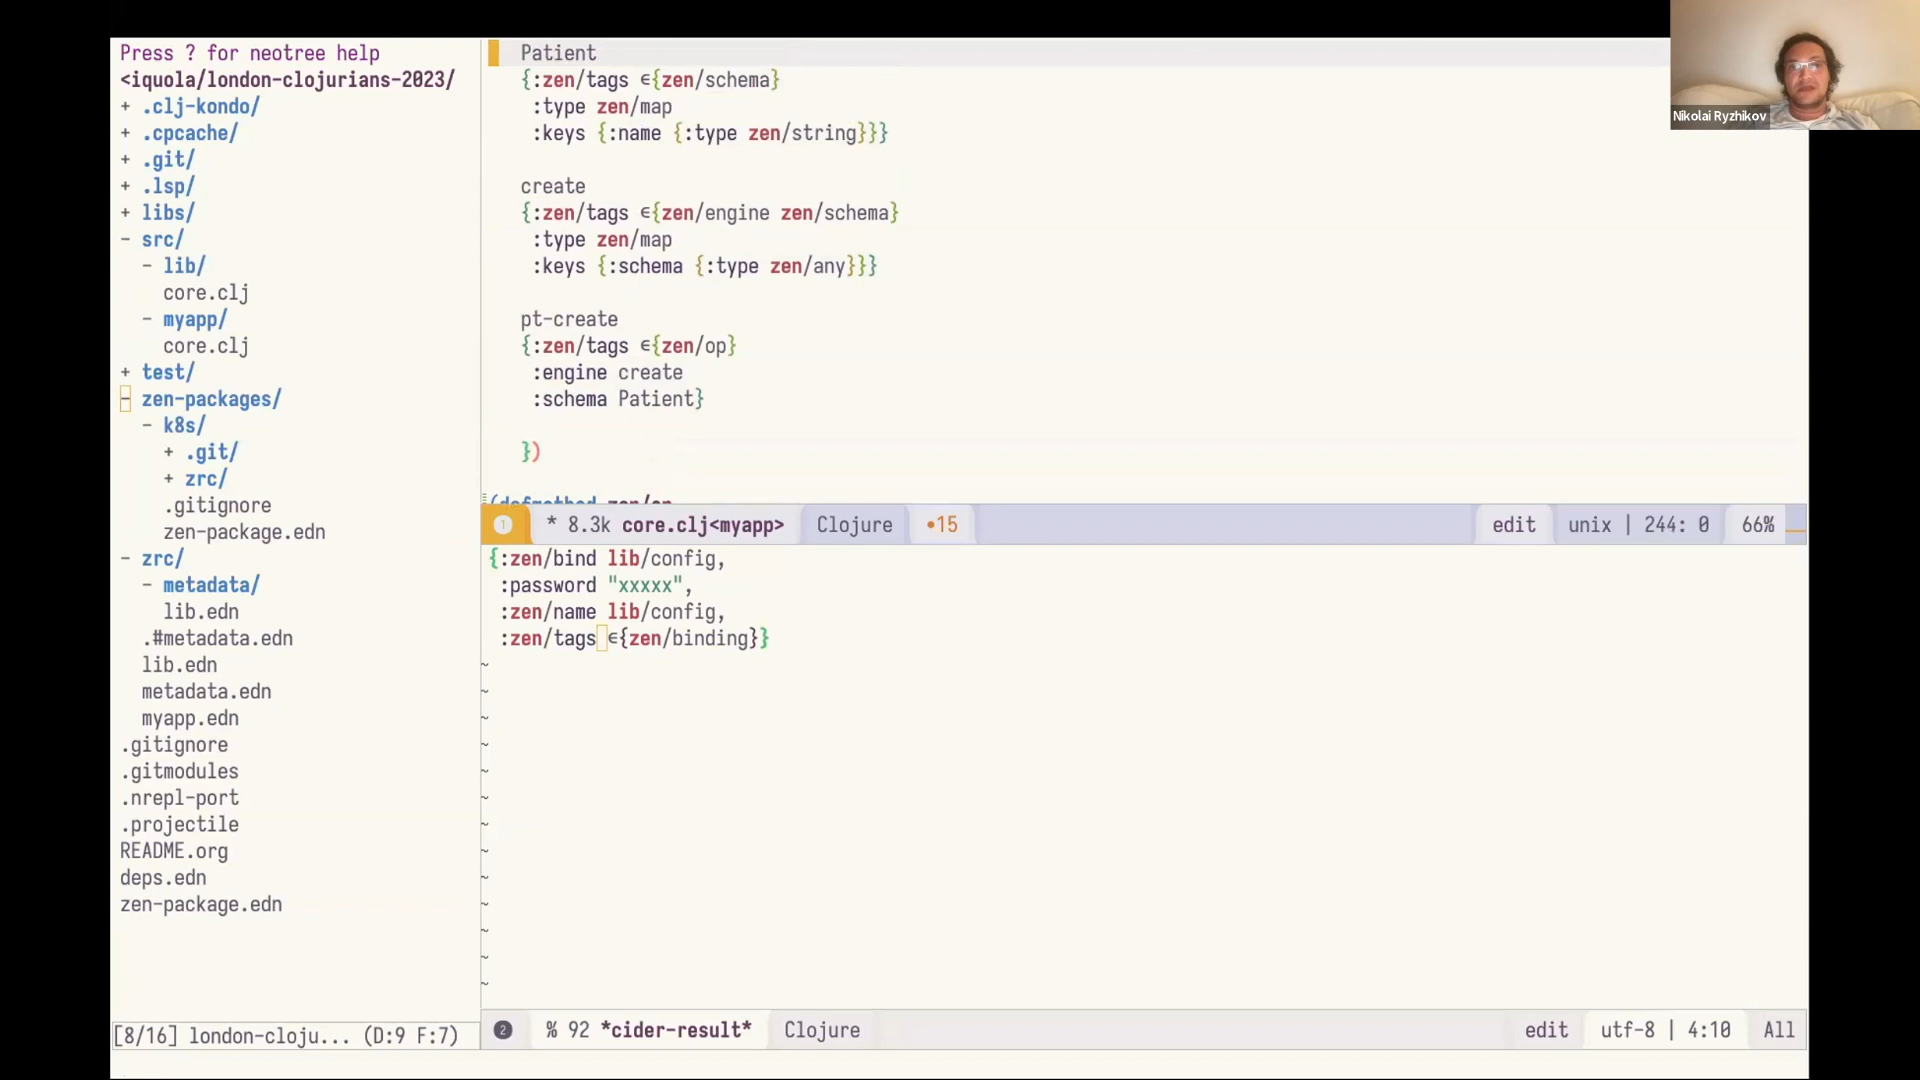 Press ? for neotree help
<iquola/london-clojurians-2023/
+ .clj-kondo/
+ .cpcache/
+ .git/
+ .lsp/
+ libs/
- src/
- lib/
core.clj
- myapp/
core.clj
+ test/
- zen-packages/
- k8s/
+ .git/
+ zrc/
.gitignore
zen-package.edn
- zrc/
- metadata/
lib.edn
.#metadata.edn
lib.edn
metadata.edn
myapp.edn
.gitignore
.gitmodules
.nrepl-port
.projectile
README.org
deps.edn
zen-package.edn
[8/16] london-cloju... (D:9 F:7)
Patient
{:zen/tags ∈{zen/schema}
:type zen/map
:keys {:name {:type zen/string}}}
create
{:zen/tags ∈{zen/engine zen/schema}
:type zen/map
:keys {:schema {:type zen/any}}}
pt-create
{:zen/tags ∈{zen/op}
:engine create
:schema Patient}
})
(defmethod zen/op
1 * 8.3k core.clj<myapp> Clojure •15 edit unix | 244: 0 66%
{:zen/bind lib/config,
:password "xxxxx",
:zen/name lib/config,
:zen/tags ∈{zen/binding}}
~
~
~
~
~
~
~
~
~
~
~
~
~
2 % 92 *cider-result* Clojure edit utf-8 | 4:10 All
Nikolai Ryzhikov